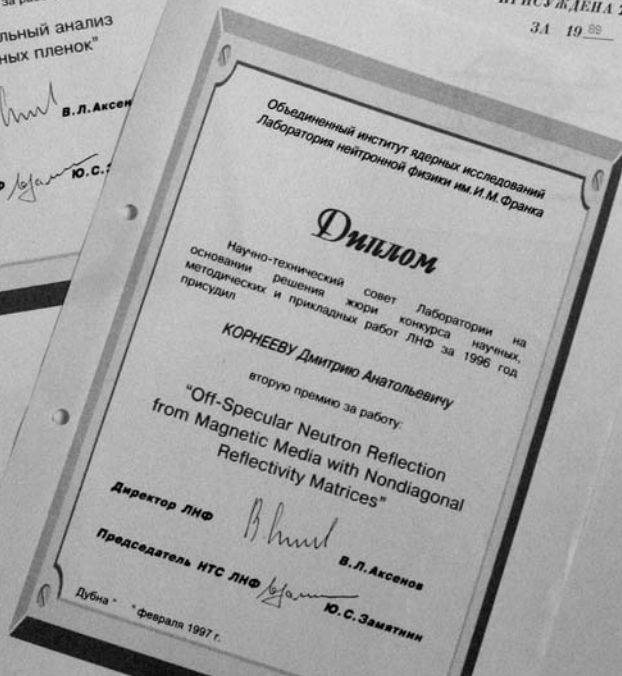 льный анализ
ных пленок"
В.Л.Аксен
Ю.С.З
ПРИСУЖДЕНА 2
ЗА 19 89
Объединенный институт ядерных исследований
Лаборатория нейтронной физики им.И.М.Франка
Диплом
Научно-технический совет Лаборатории на
основании решения жюри конкурса научных,
методических и прикладных работ ЛНФ за 1996 год
присудил
КОРНЕЕВУ Дмитрию Анатольевичу
вторую премию за работу:
"Off-Specular Neutron Reflection
from Magnetic Media with Nondiagonal
Reflectivity Matrices"
Директор ЛНФ
В.Л.Аксенов
Председатель НТС ЛНФ
Ю.С.Замятнин
Дубна " " февраля 1997 г.